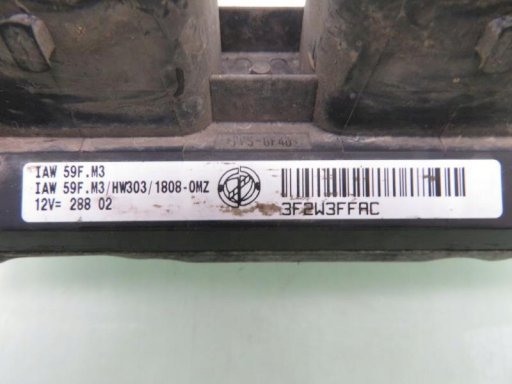 IAW 59F.M3
IAW 59F.M3/HW303/1808-0MZ
12V= 288 02
3F2W3FFAC